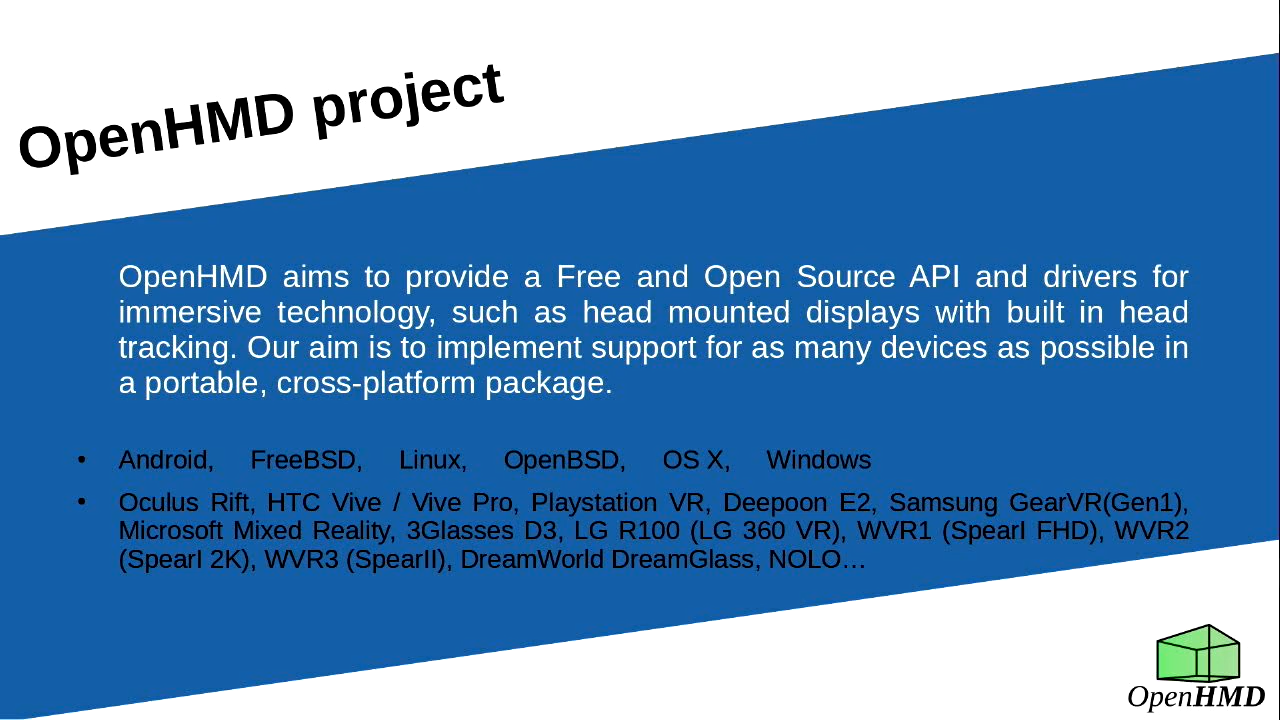 OpenHMD project
OpenHMD aims to provide a Free and Open Source API and drivers for
immersive technology, such as head mounted displays with built in head
tracking. Our aim is to implement support for as many devices as possible in
a portable, cross-platform package.
• Android, FreeBSD, Linux, OpenBSD, OS X, Windows
• Oculus Rift, HTC Vive / Vive Pro, Playstation VR, Deepoon E2, Samsung GearVR(Gen1),
Microsoft Mixed Reality, 3Glasses D3, LG R100 (LG 360 VR), WVR1 (SpearI FHD), WVR2
(SpearI 2K), WVR3 (SpearII), DreamWorld DreamGlass, NOLO…
OpenHMD